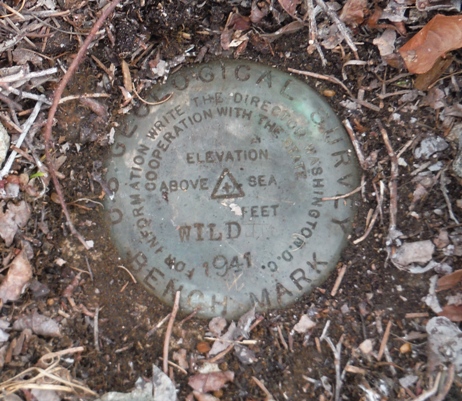 U.S. GEOLOGICAL SURVEY
FOR INFORMATION WRITE THE DIRECTOR, WASHINGTON, D.C.
COOPERATION WITH THE STATE
ELEVATION
ABOVE SEA
FEET
WILD
1941
BENCH MARK